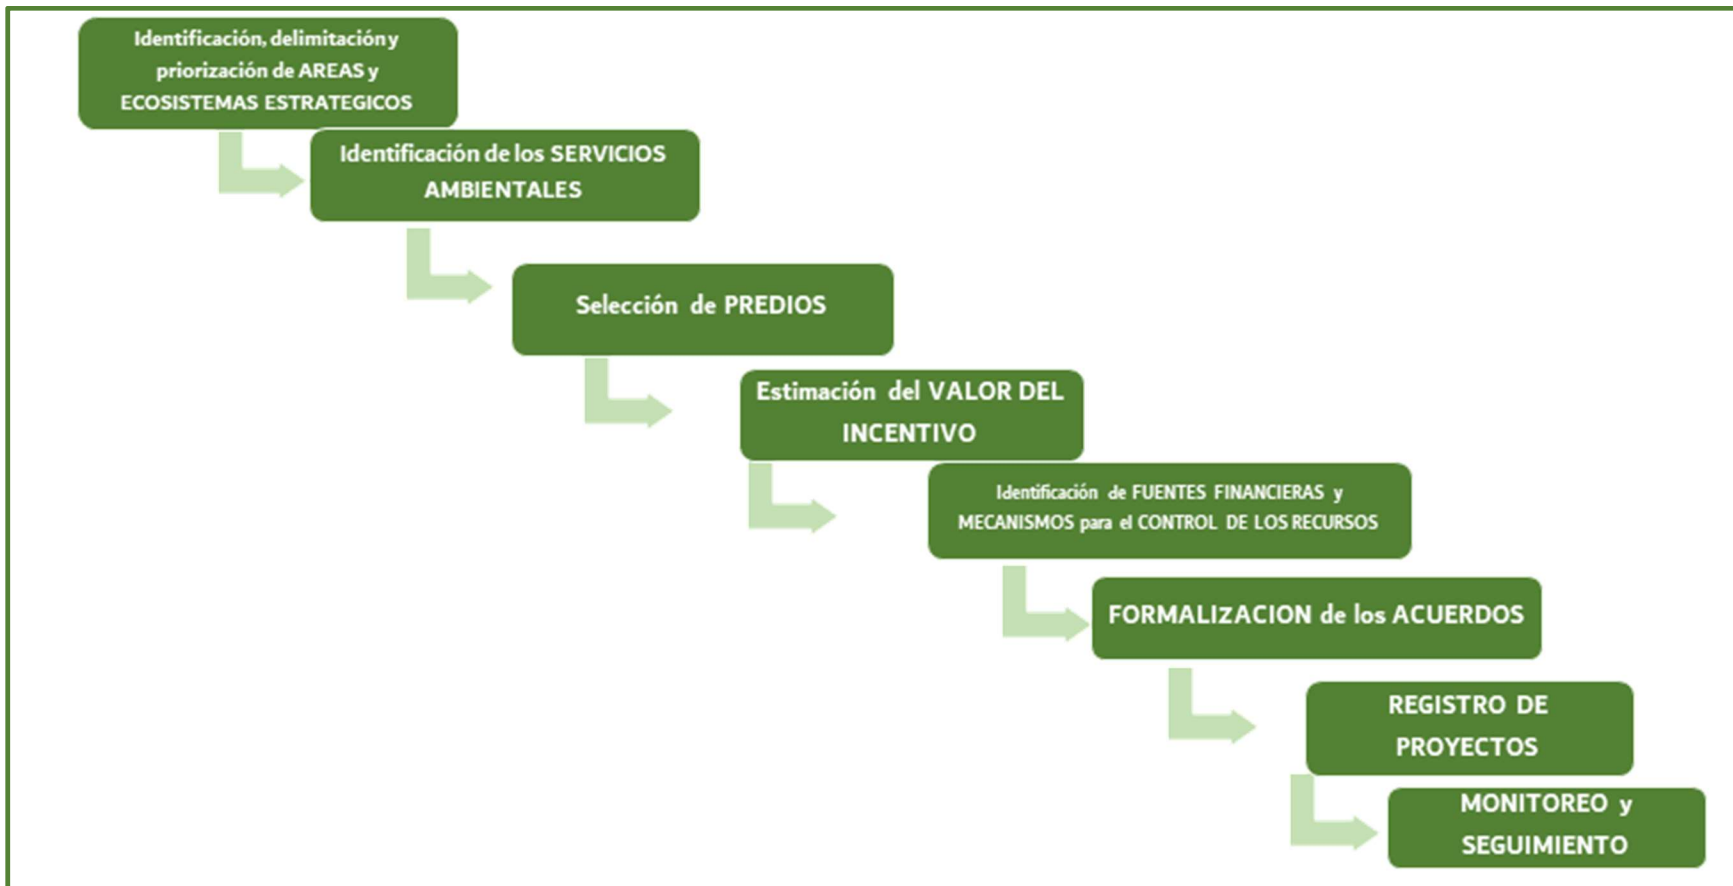 Identificación, delimitación y
priorización de AREAS y
ECOSISTEMAS ESTRATEGICOS
Identificación de los SERVICIOS
AMBIENTALES
Selección de PREDIOS
Estimación del VALOR DEL
INCENTIVO
Identificación de FUENTES FINANCIERAS y
MECANISMOS para el CONTROL DE LOS RECURSOS
FORMALIZACION de los ACUERDOS
REGISTRO DE
PROYECTOS
MONITOREO y
SEGUIMIENTO